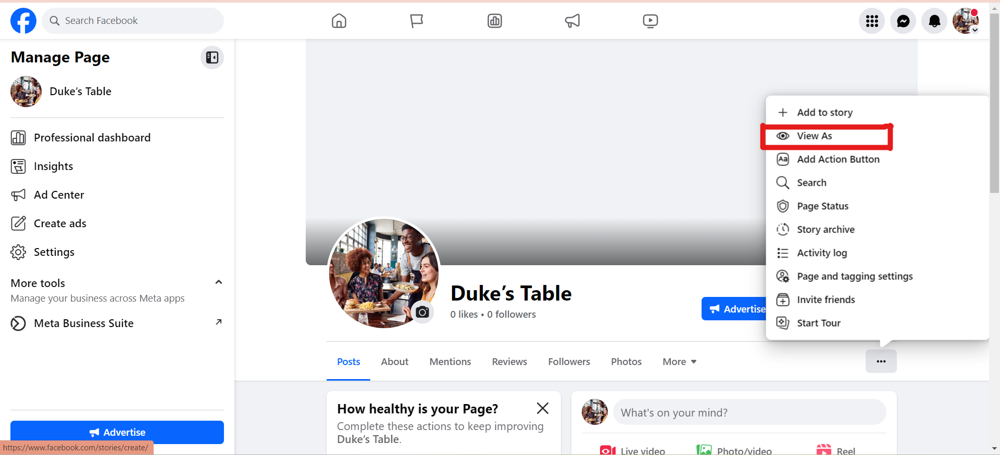 Search Facebook
Manage Page
Duke's Table
Professional dashboard
Insights
Ad Center
Create ads
Settings
More tools
Manage your business across Meta apps
Meta Business Suite
Advertise
https://www.facebook.com/stories/create/
Duke's Table
0 likes • 0 followers
Advertise
Add to story
View As
Aa Add Action Button
Search
Page Status
Story archive
Activity log
Page and tagging settings
Invite friends
Start Tour
Posts About Mentions Reviews Followers Photos More
How healthy is your Page?
Complete these actions to keep improving
Duke's Table.
What's on your mind?
Live video Photo/video Reel